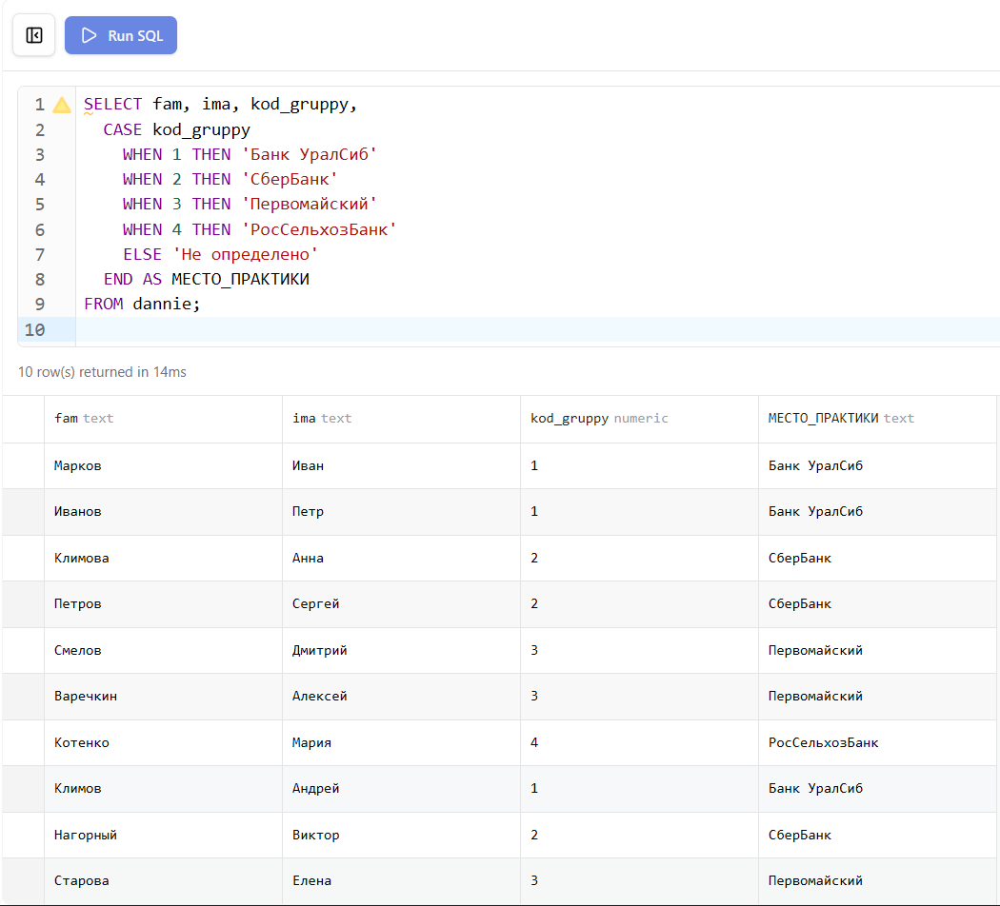 Run SQL
1 SELECT fam, ima, kod_gruppy,
2 CASE kod_gruppy
3 WHEN 1 THEN 'Банк УралСиб'
4 WHEN 2 THEN 'СберБанк'
5 WHEN 3 THEN 'Первомайский'
6 WHEN 4 THEN 'РосСельхозБанк'
7 ELSE 'Не определено'
8 END AS МЕСТО_ПРАКТИКИ
9 FROM dannie;
10
10 row(s) returned in 14ms
fam text ima text kod_gruppy numeric МЕСТО_ПРАКТИКИ text
Марков Иван 1 Банк УралСиб
Иванов Петр 1 Банк УралСиб
Климова Анна 2 СберБанк
Петров Сергей 2 СберБанк
Смелов Дмитрий 3 Первомайский
Варечкин Алексей 3 Первомайский
Котенко Мария 4 РосСельхозБанк
Климов Андрей 1 Банк УралСиб
Нагорный Виктор 2 СберБанк
Старова Елена 3 Первомайский